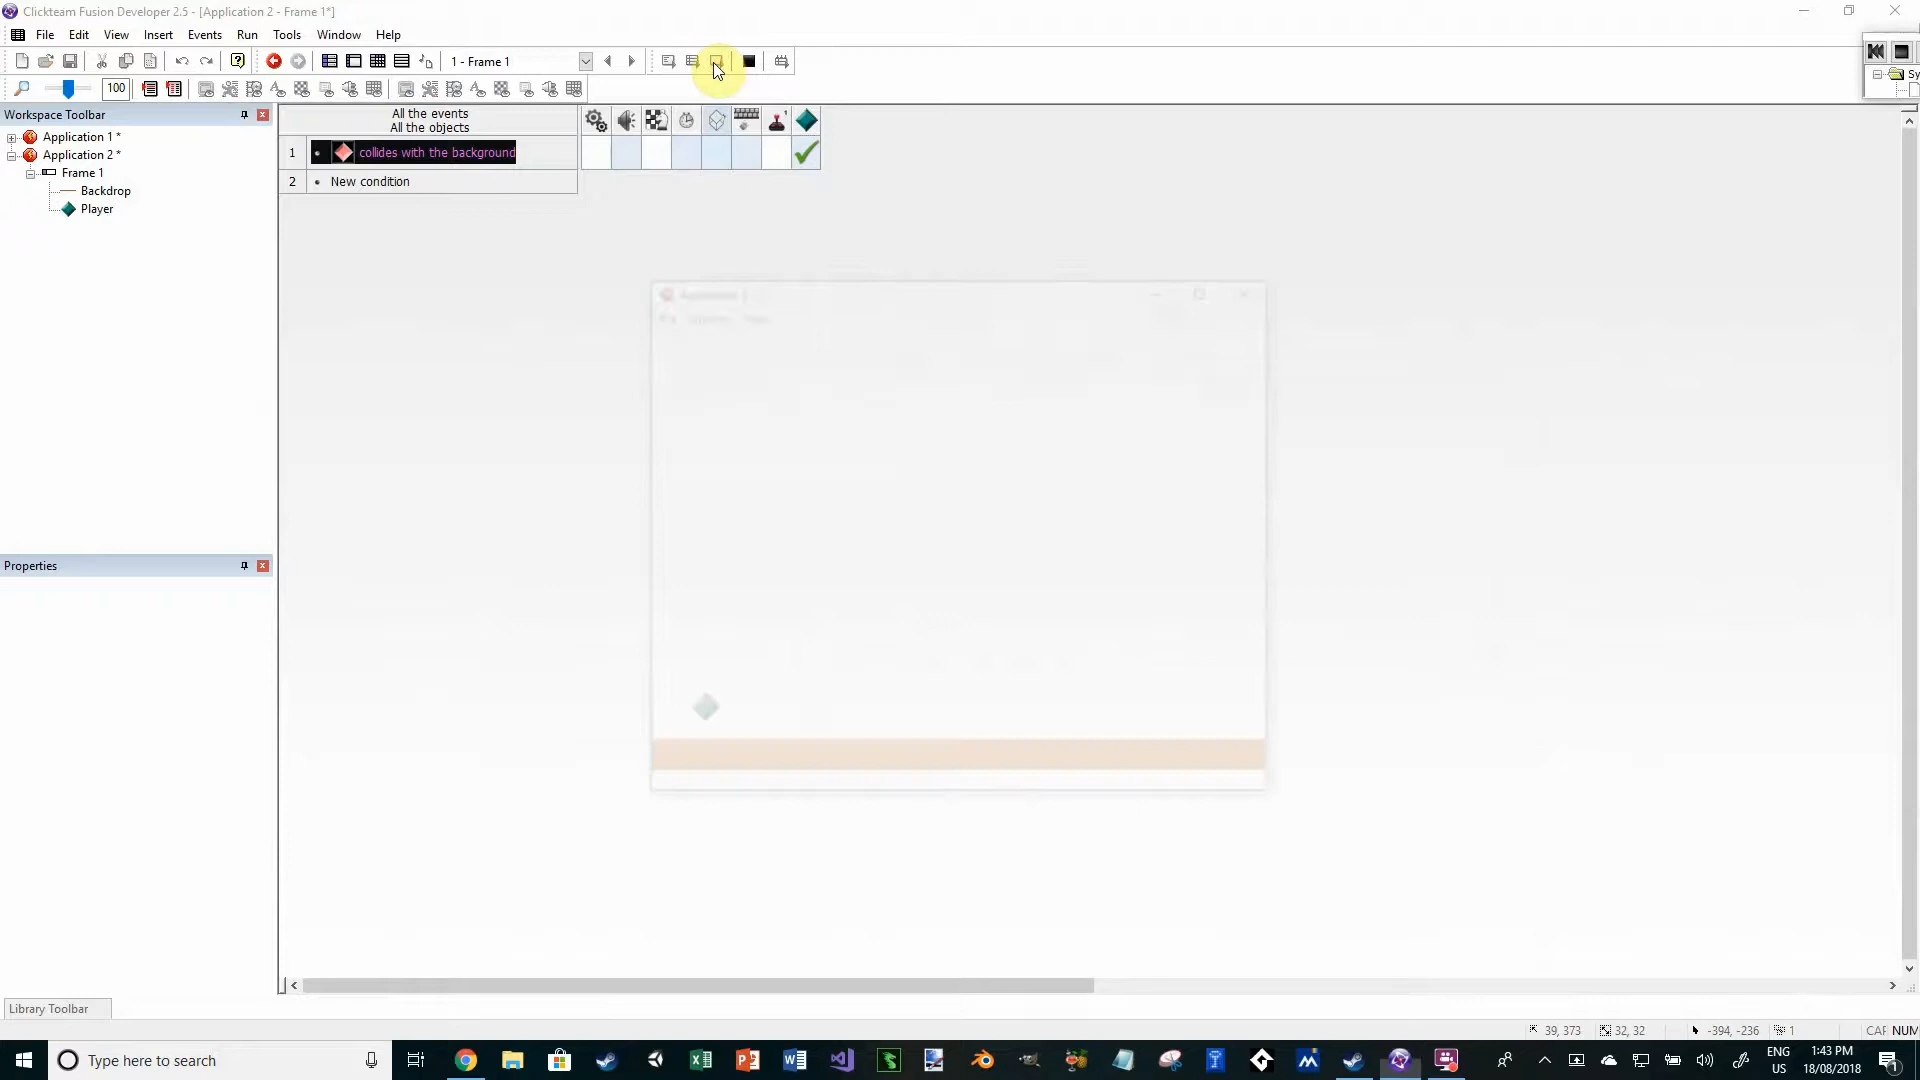 Clickteam Fusion Developer 2.5 - [Application 2 - Frame 1*]
File Edit View Insert Events Run Tools Window Help
1 - Frame 1
100
Workspace Toolbar
Application 1 *
Application 2 *
Frame 1
Backdrop
Player
All the events
All the objects
1 collides with the background
2 New condition
Sy
Properties
Library Toolbar
39, 373 32, 32 -394, -236 1 CAP NUM
Type here to search
ENG
US
1:43 PM
18/08/2018